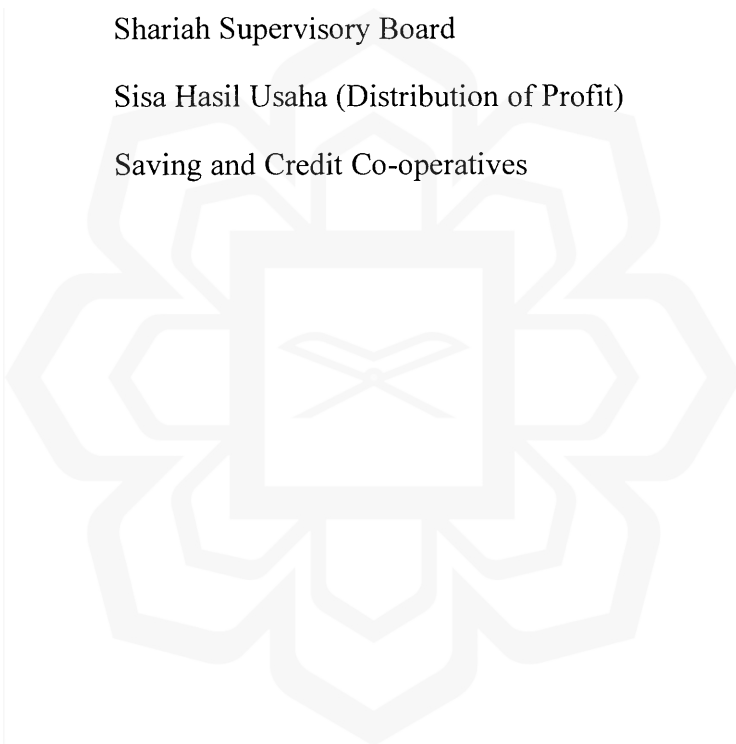 Shariah Supervisory Board
Sisa Hasil Usaha (Distribution of Profit)
Saving and Credit Co-operatives